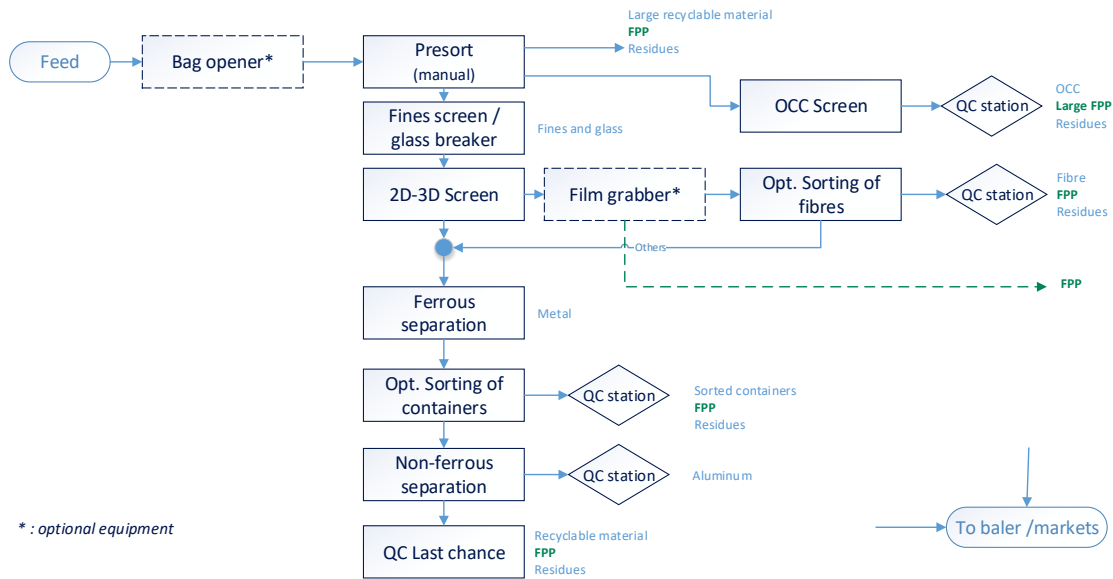 Large recyclable material
FPP
Residues
Feed
Bag opener*
Presort
(manual)
OCC Screen
QC station
OCC
Large FPP
Residues
Fines screen /
glass breaker
Fines and glass
2D-3D Screen
Film grabber*
Opt. Sorting of
fibres
QC station
Fibre
FPP
Residues
Others
FPP
Ferrous
separation
Metal
Opt. Sorting of
containers
QC station
Sorted containers
FPP
Residues
Non-ferrous
separation
QC station
Aluminum
* : optional equipment
QC Last chance
Recyclable material
FPP
Residues
To baler /markets